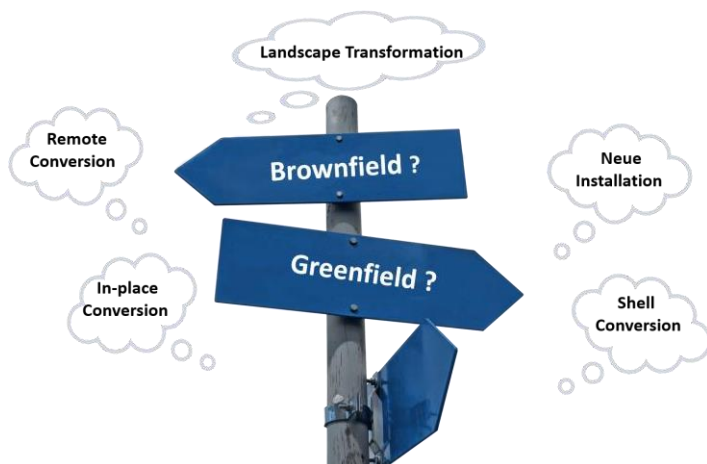 Landscape Transformation
Remote
Conversion
Brownfield ?
Neue
Installation
In-place
Conversion
Greenfield ?
Shell
Conversion